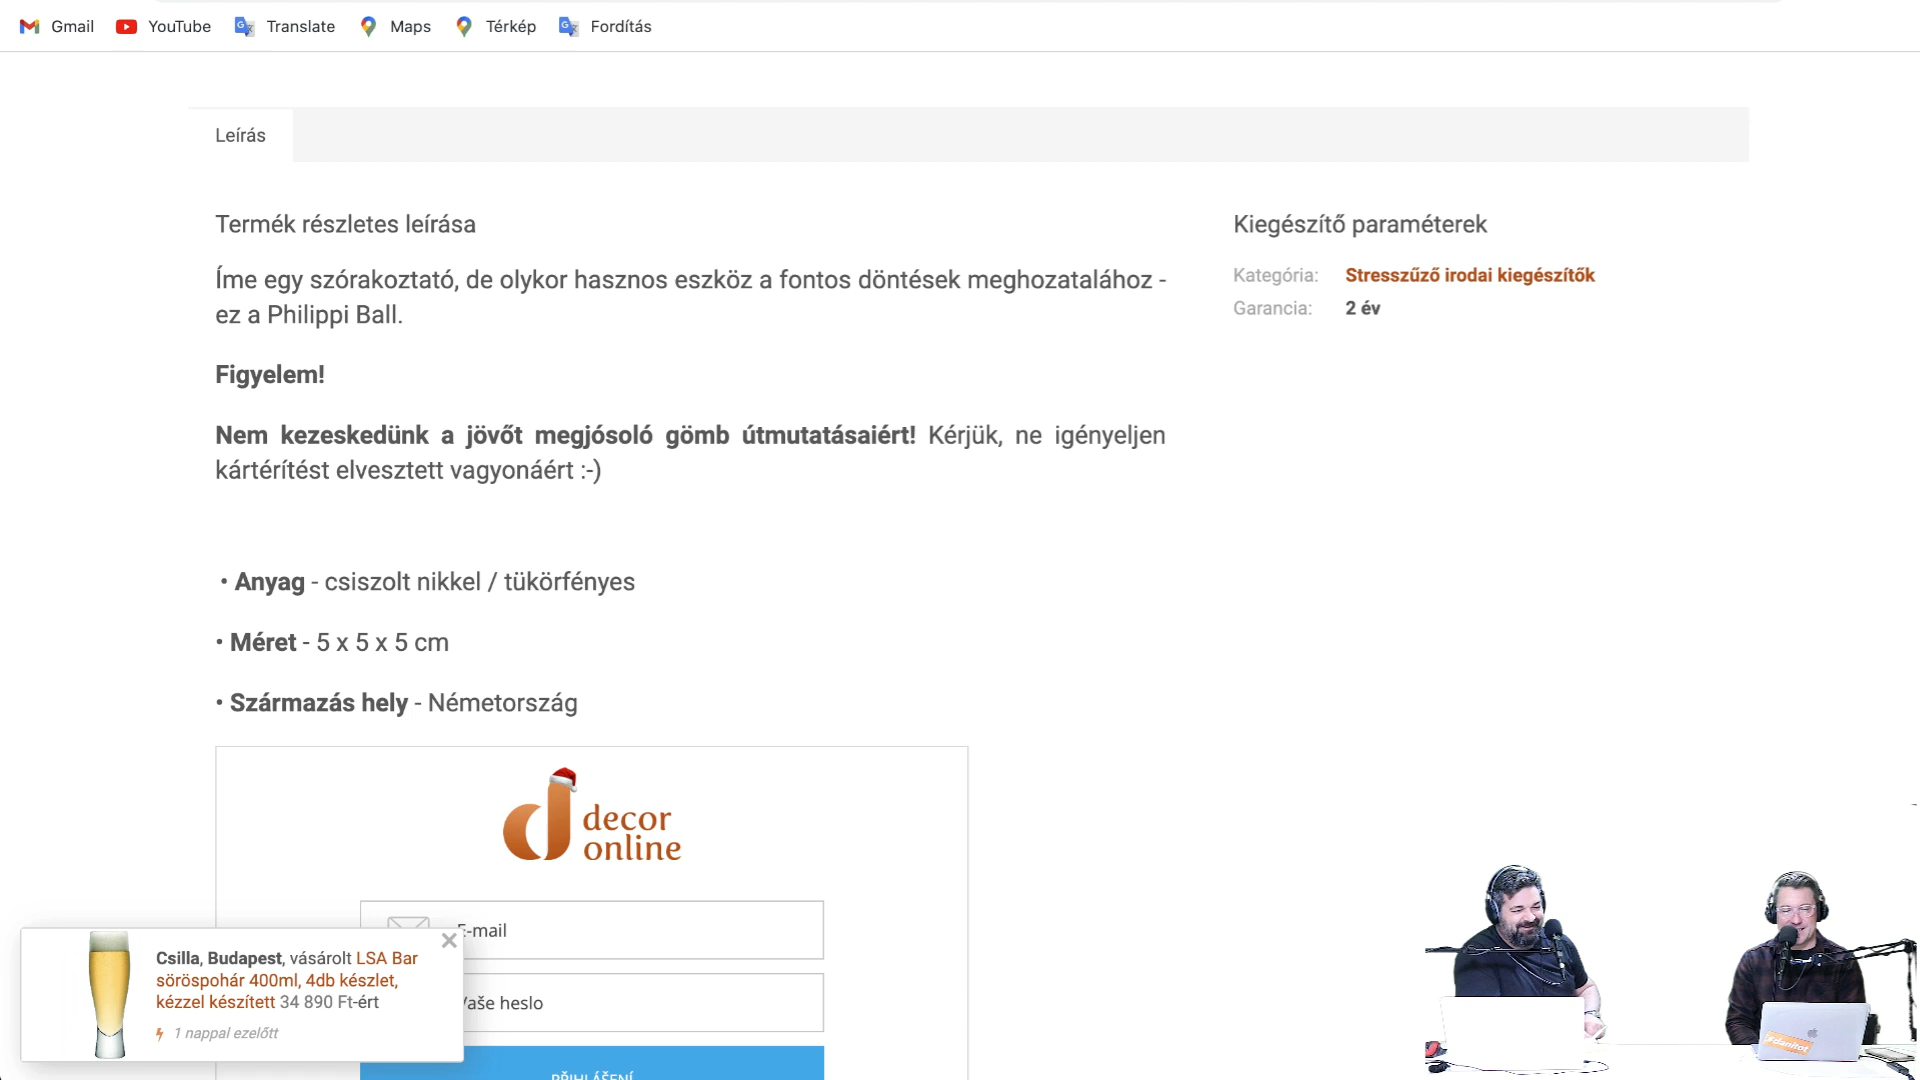 Gmail YouTube Translate Maps Térkép Fordítás
Leírás
Termék részletes leírása
Íme egy szórakoztató, de olykor hasznos eszköz a fontos döntések meghozatalához -
ez a Philippi Ball.
Figyelem!
Nem kezeskedünk a jövőt megjósoló gömb útmutatásaiért! Kérjük, ne igényeljen
kártérítést elvesztett vagyonáért :-)
• Anyag - csiszolt nikkel / tükörfényes
• Méret - 5 x 5 x 5 cm
• Származás hely - Németország
Kiegészítő paraméterek
Kategória: Stresszűző irodai kiegészítők
Garancia: 2 év
decor
online
E-mail
Vaše heslo
PŘIHLÁŠENÍ
Csilla, Budapest, vásárolt LSA Bar
söröspohár 400ml, 4db készlet,
kézzel készített 34 890 Ft-ért
1 nappal ezelőtt